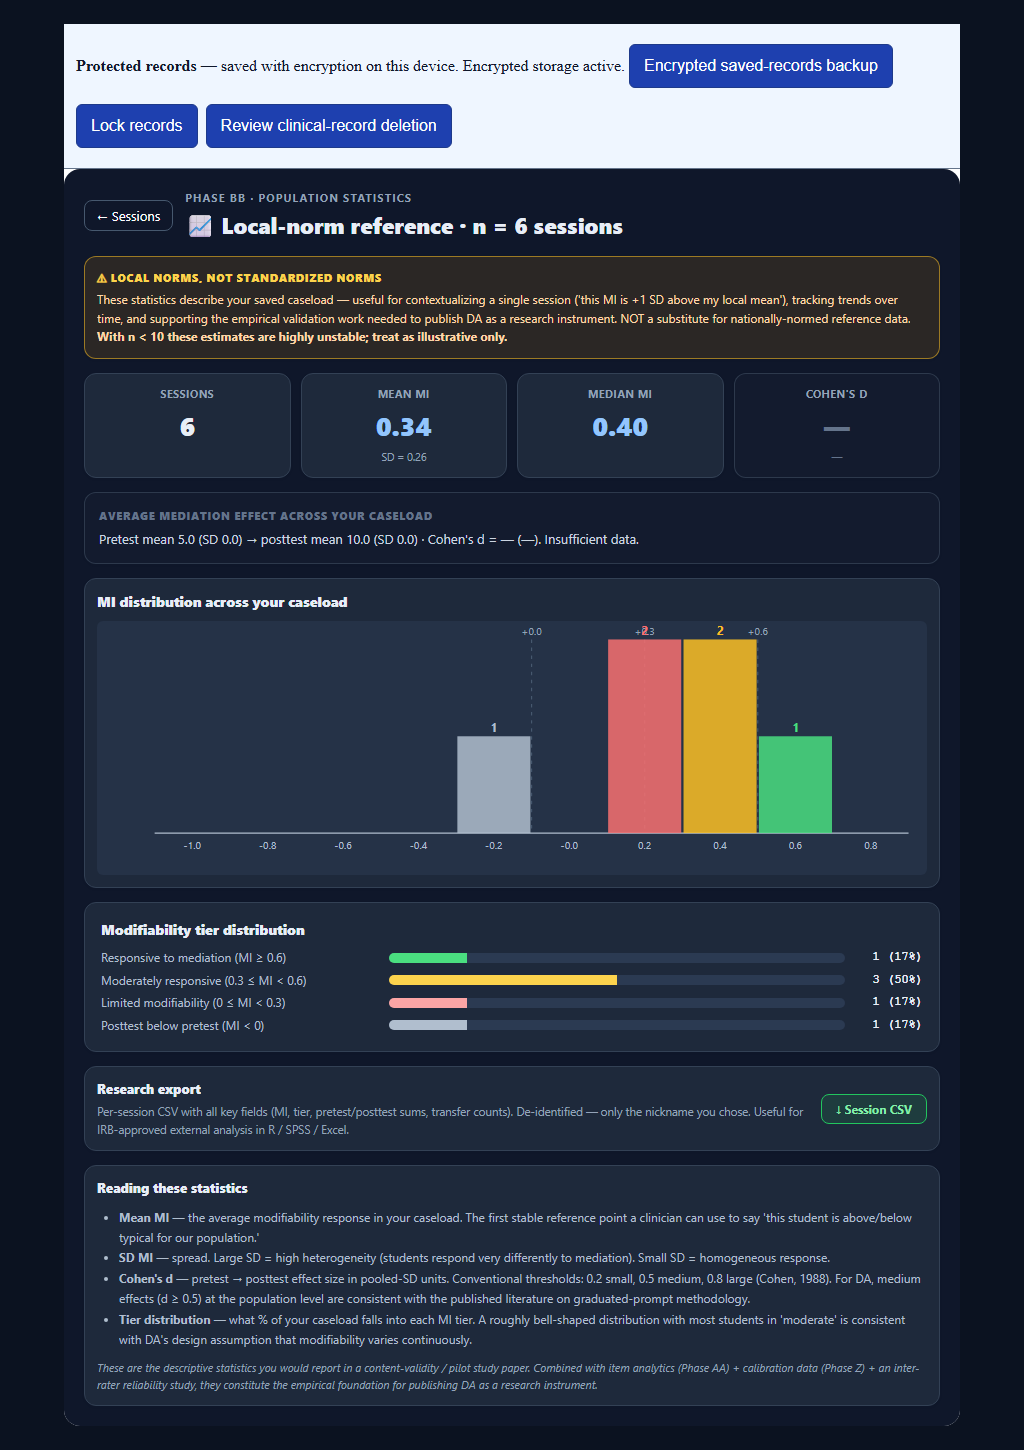 Protected records — saved with encryption on this device. Encrypted storage active. Encrypted saved-records backup
Lock records Review clinical-record deletion
← Sessions
PHASE BB · POPULATION STATISTICS
📈 Local-norm reference · n = 6 sessions
⚠ LOCAL NORMS, NOT STANDARDIZED NORMS
These statistics describe your saved caseload — useful for contextualizing a single session ('this MI is +1 SD above my local mean'), tracking trends over
time, and supporting the empirical validation work needed to publish DA as a research instrument. NOT a substitute for nationally-normed reference data.
With n < 10 these estimates are highly unstable; treat as illustrative only.
SESSIONS MEAN MI MEDIAN MI COHEN'S D
6 0.34 0.40 —
SD = 0.26 —
AVERAGE MEDIATION EFFECT ACROSS YOUR CASELOAD
Pretest mean 5.0 (SD 0.0) → posttest mean 10.0 (SD 0.0) · Cohen's d = — (—). Insufficient data.
MI distribution across your caseload
+0.0 2 2 +0.6
1 1
-1.0 -0.8 -0.6 -0.4 -0.2 -0.0 0.2 0.4 0.6 0.8
Modifiability tier distribution
Responsive to mediation (MI ≥ 0.6) 1 (17%)
Moderately responsive (0.3 ≤ MI < 0.6) 3 (50%)
Limited modifiability (0 ≤ MI < 0.3) 1 (17%)
Posttest below pretest (MI < 0) 1 (17%)
Research export
Per-session CSV with all key fields (MI, tier, pretest/posttest sums, transfer counts). De-identified — only the nickname you chose. Useful for
IRB-approved external analysis in R / SPSS / Excel.
↓ Session CSV
Reading these statistics
• Mean MI — the average modifiability response in your caseload. The first stable reference point a clinician can use to say 'this student is above/below
typical for our population.'
• SD MI — spread. Large SD = high heterogeneity (students respond very differently to mediation). Small SD = homogeneous response.
• Cohen's d — pretest → posttest effect size in pooled-SD units. Conventional thresholds: 0.2 small, 0.5 medium, 0.8 large (Cohen, 1988). For DA, medium
effects (d ≥ 0.5) at the population level are consistent with the published literature on graduated-prompt methodology.
• Tier distribution — what % of your caseload falls into each MI tier. A roughly bell-shaped distribution with most students in 'moderate' is consistent
with DA's design assumption that modifiability varies continuously.
These are the descriptive statistics you would report in a content-validity / pilot study paper. Combined with item analytics (Phase AA) + calibration data (Phase Z) + an inter-
rater reliability study, they constitute the empirical foundation for publishing DA as a research instrument.